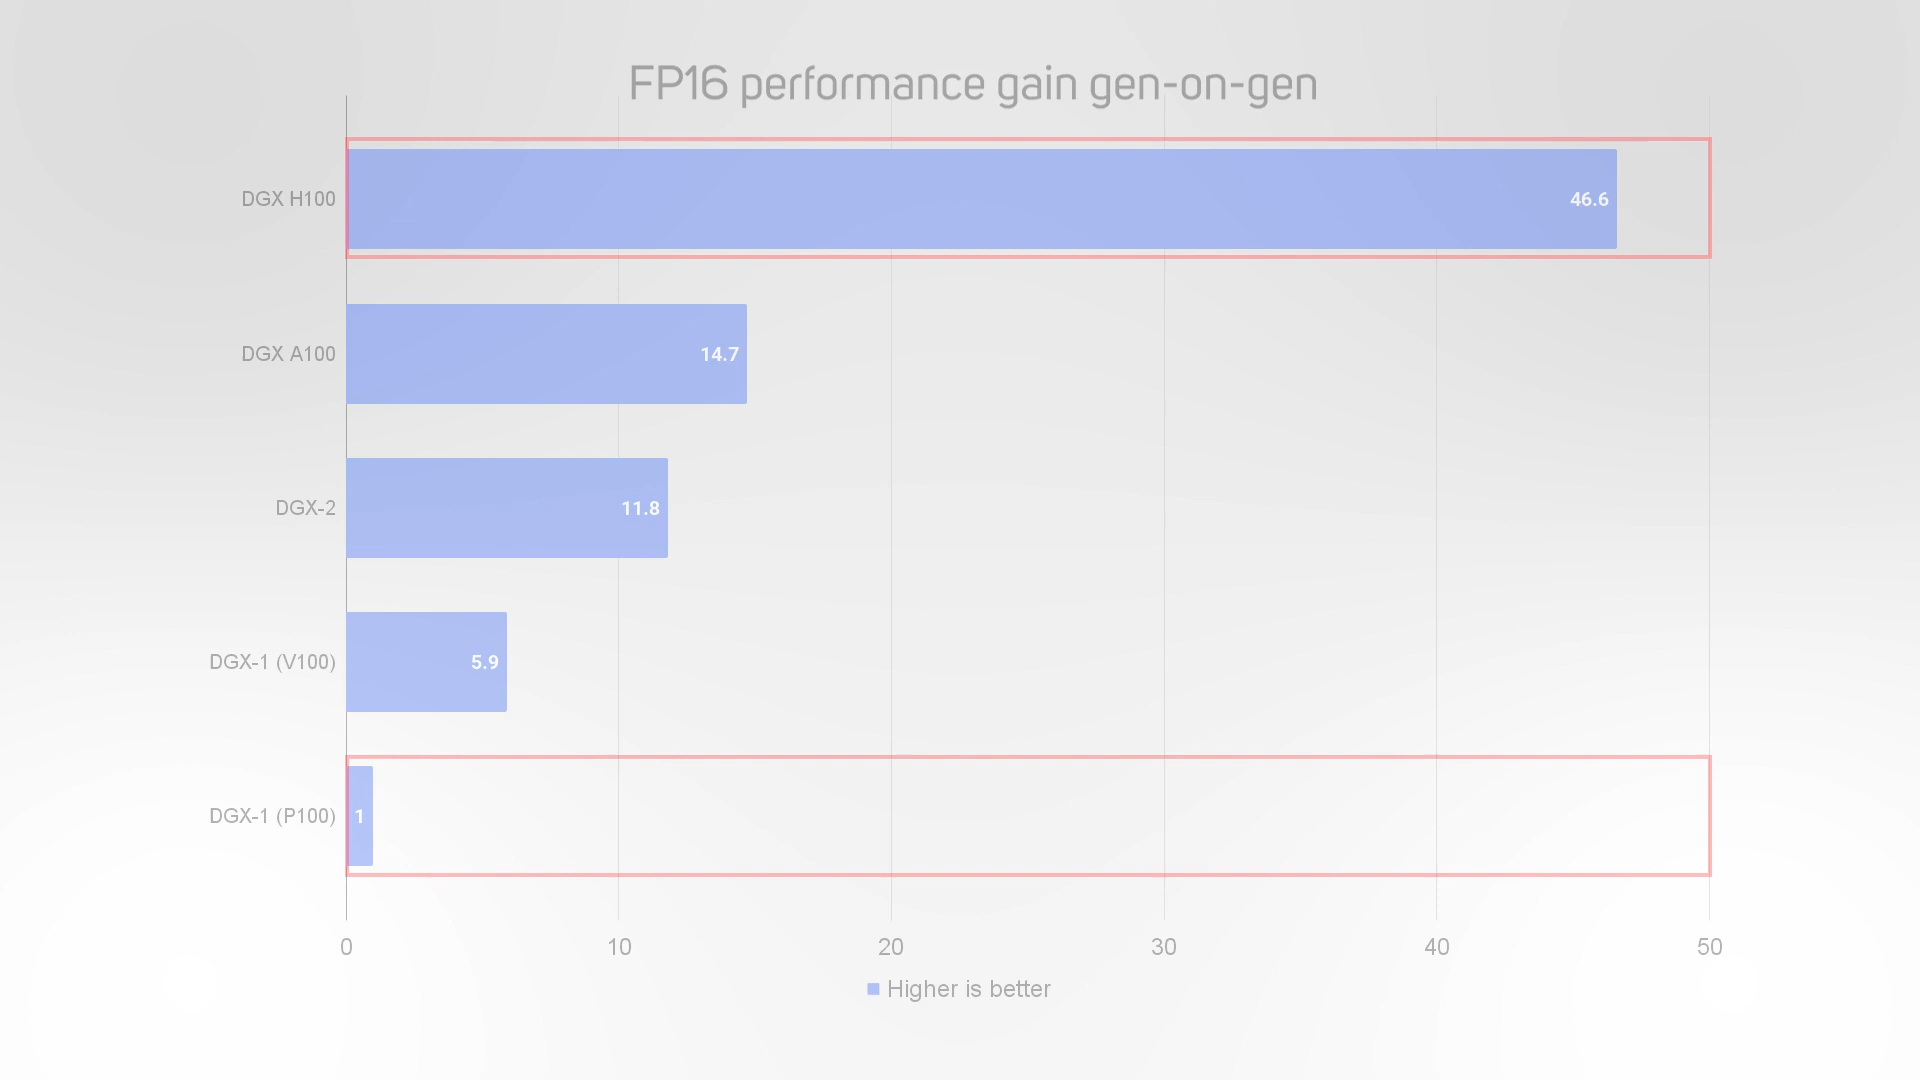 FP16 performance gain gen-on-gen
DGX H100
46.6
DGX A100
14.7
DGX-2
11.8
DGX-1 (V100)
5.9
DGX-1 (P100)
1
0 10 20 30 40 50
Higher is better